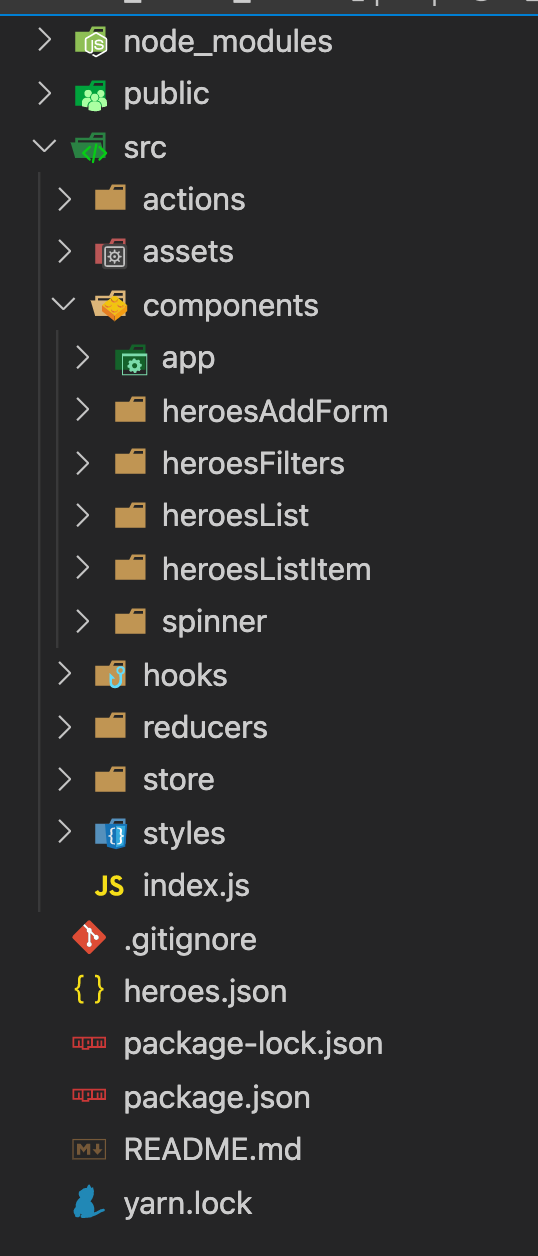 node_modules
public
src
actions
assets
components
app
heroesAddForm
heroesFilters
heroesList
heroesListItem
spinner
hooks
reducers
store
styles
JS index.js
.gitignore
{ } heroes.json
package-lock.json
package.json
M README.md
yarn.lock